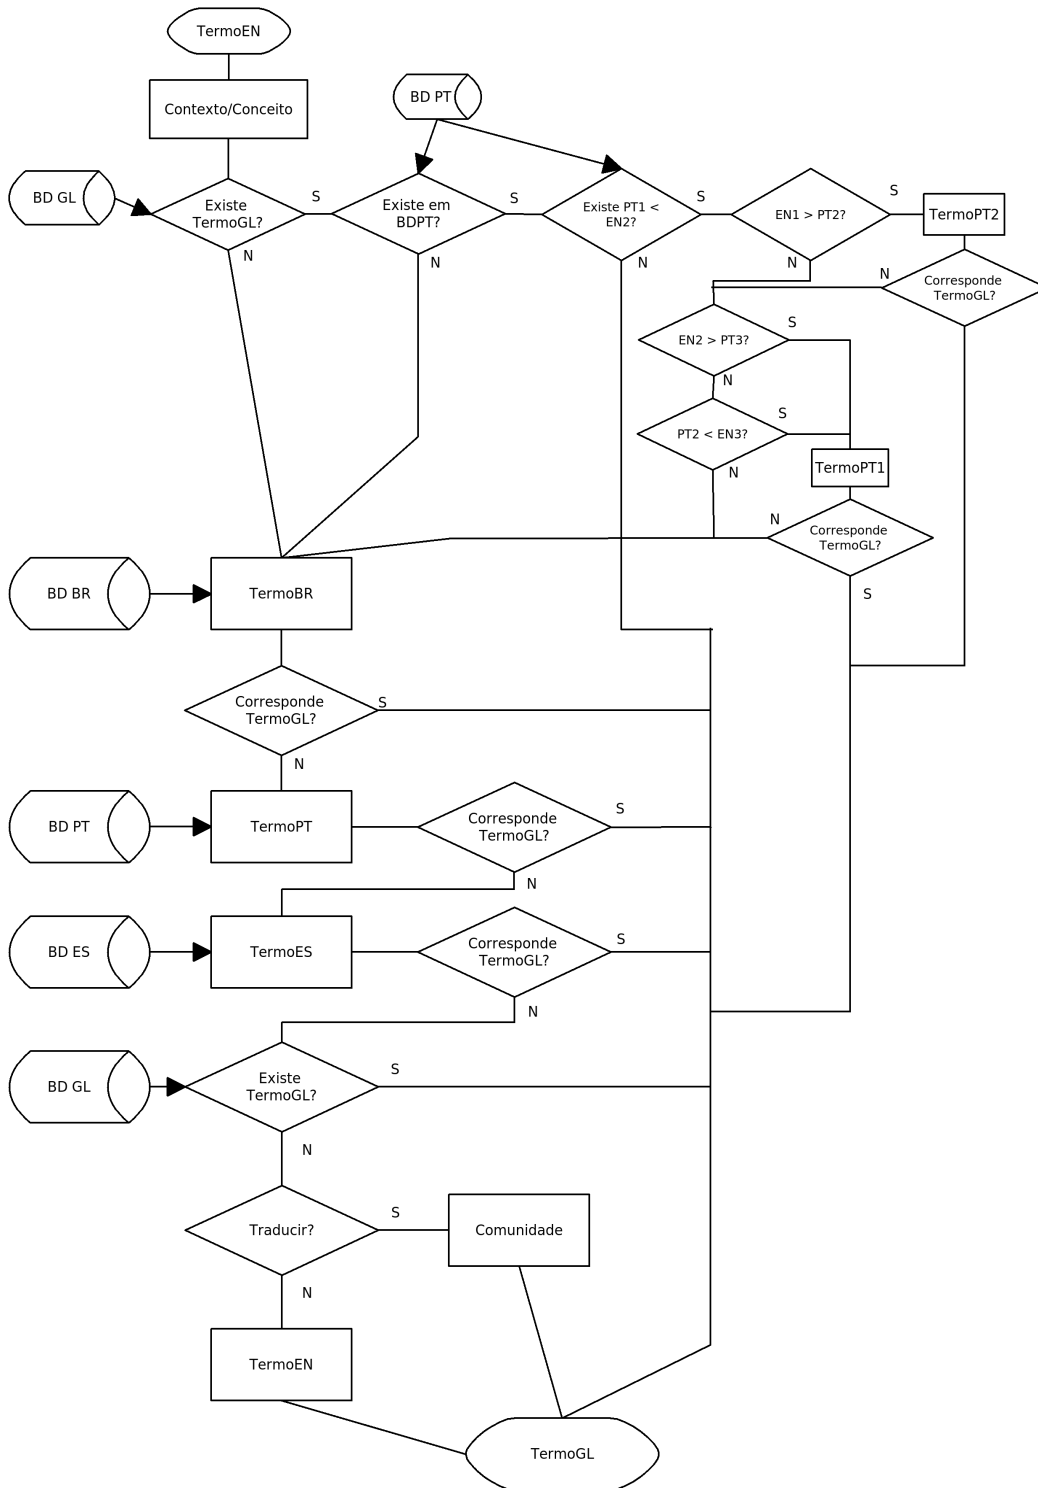 TermoEN
BD PT
Contexto/Conceito
BD GL
Existe
TermoGL?
S
Existe em
BDPT?
S
Existe PT1 <
EN2?
S
EN1 > PT2?
S
TermoPT2
N
N
N
N
N
Corresponde
TermoGL?
S
EN2 > PT3?
N
S
PT2 < EN3?
N
TermoPT1
N
Corresponde
TermoGL?
S
BD BR
TermoBR
Corresponde
TermoGL?
S
N
BD PT
TermoPT
Corresponde
TermoGL?
S
N
BD ES
TermoES
Corresponde
TermoGL?
S
N
BD GL
Existe
TermoGL?
S
N
Traducir?
S
Comunidade
N
TermoEN
TermoGL